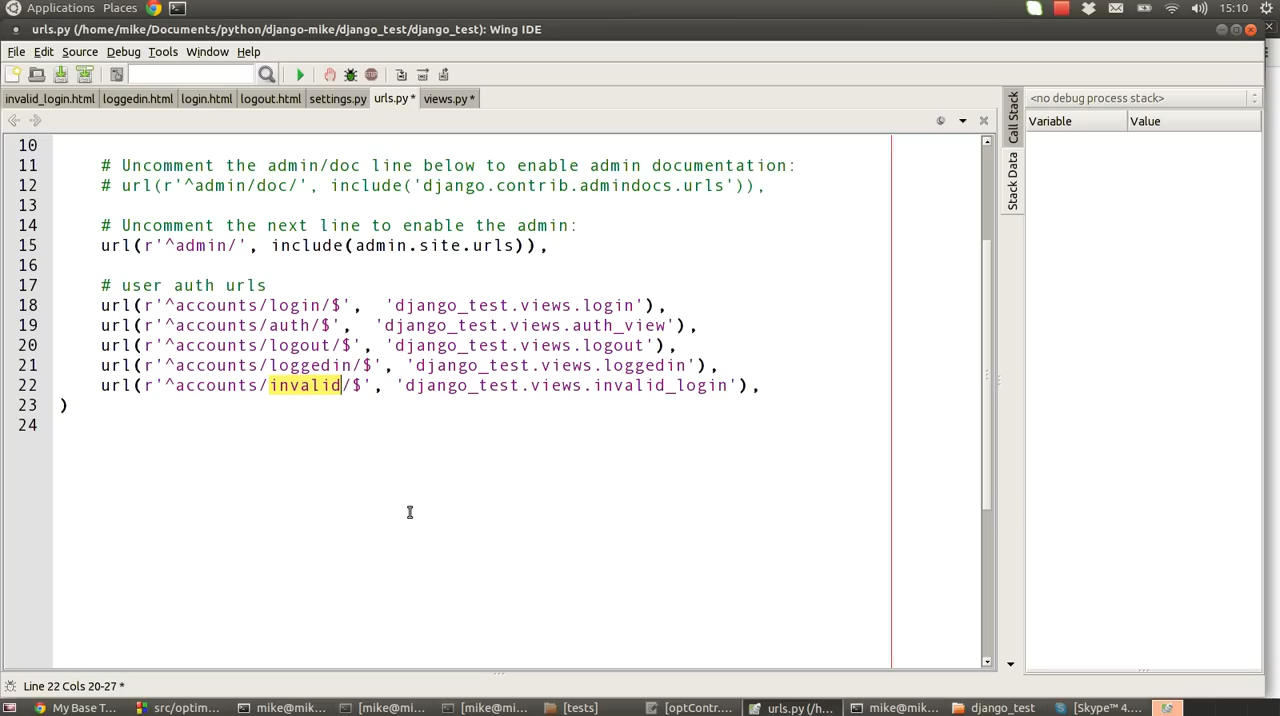 Applications Places 15:10
urls.py (/home/mike/Documents/python/django-mike/django_test/django_test): Wing IDE
File Edit Source Debug Tools Window Help
invalid_login.html loggedin.html login.html logout.html settings.py urls.py * views.py *
<no debug process stack>
Call Stack
Stack Data
Variable Value
10
11 # Uncomment the admin/doc line below to enable admin documentation:
12 # url(r'^admin/doc/', include('django.contrib.admindocs.urls')),
13
14 # Uncomment the next line to enable the admin:
15 url(r'^admin/', include(admin.site.urls)),
16
17 # user auth urls
18 url(r'^accounts/login/$', 'django_test.views.login'),
19 url(r'^accounts/auth/$', 'django_test.views.auth_view'),
20 url(r'^accounts/logout/$', 'django_test.views.logout'),
21 url(r'^accounts/loggedin/$', 'django_test.views.loggedin'),
22 url(r'^accounts/invalid/$', 'django_test.views.invalid_login'),
23 )
24
Line 22 Cols 20-27 *
My Base T... src/optim... mike@mik... [mike@mi... [mike@mi... [tests] [optContr.... urls.py (/h... mike@mik... django_test [Skype™ 4....